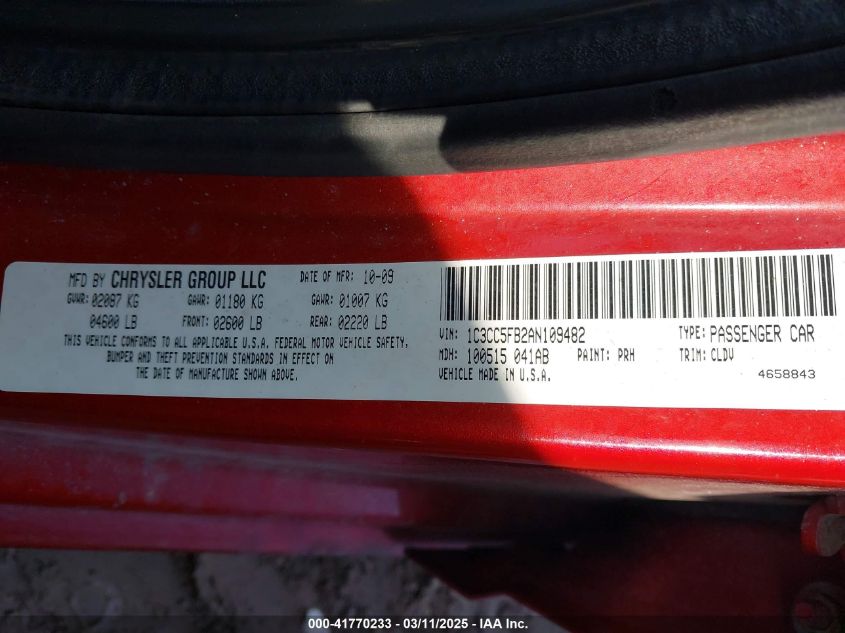 MFD BY CHRYSLER GROUP LLC DATE OF MFR: 10-09
GVWR: 02087 KG GAWR: 01180 KG GAWR: 01007 KG
04600 LB FRONT: 02600 LB REAR: 02220 LB
THIS VEHICLE CONFORMS TO ALL APPLICABLE U.S.A. FEDERAL MOTOR VEHICLE SAFETY,
BUMPER AND THEFT PREVENTION STANDARDS IN EFFECT ON
THE DATE OF MANUFACTURE SHOWN ABOVE.
VIN: 1C3CC5FB2AN109482 TYPE: PASSENGER CAR
MDH: 100515 041AB PAINT: PRH TRIM: CLDV
VEHICLE MADE IN U.S.A. 4658843
000-41770233 - 03/11/2025 - IAA Inc.